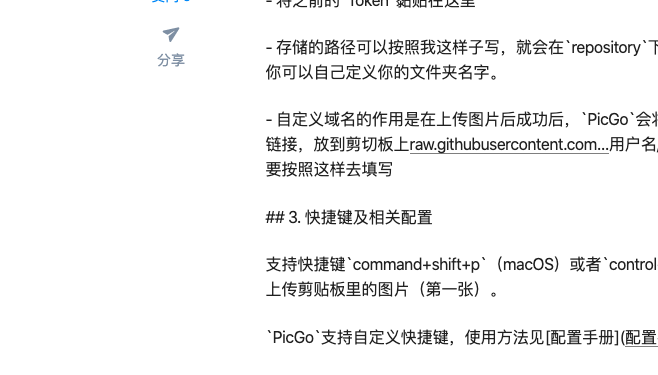 - 将之前的`Token`黏贴在这里
- 存储的路径可以按照我这样子写，就会在`repository`下
分享
你可以自己定义你的文件夹名字。
- 自定义域名的作用是在上传图片后成功后，`PicGo`会将
链接，放到剪切板上raw.githubusercontent.com...用户名/
要按照这样去填写
## 3. 快捷键及相关配置
支持快捷键`command+shift+p`（macOS）或者`control
上传剪贴板里的图片（第一张）。
`PicGo`支持自定义快捷键，使用方法见[配置手册](配置